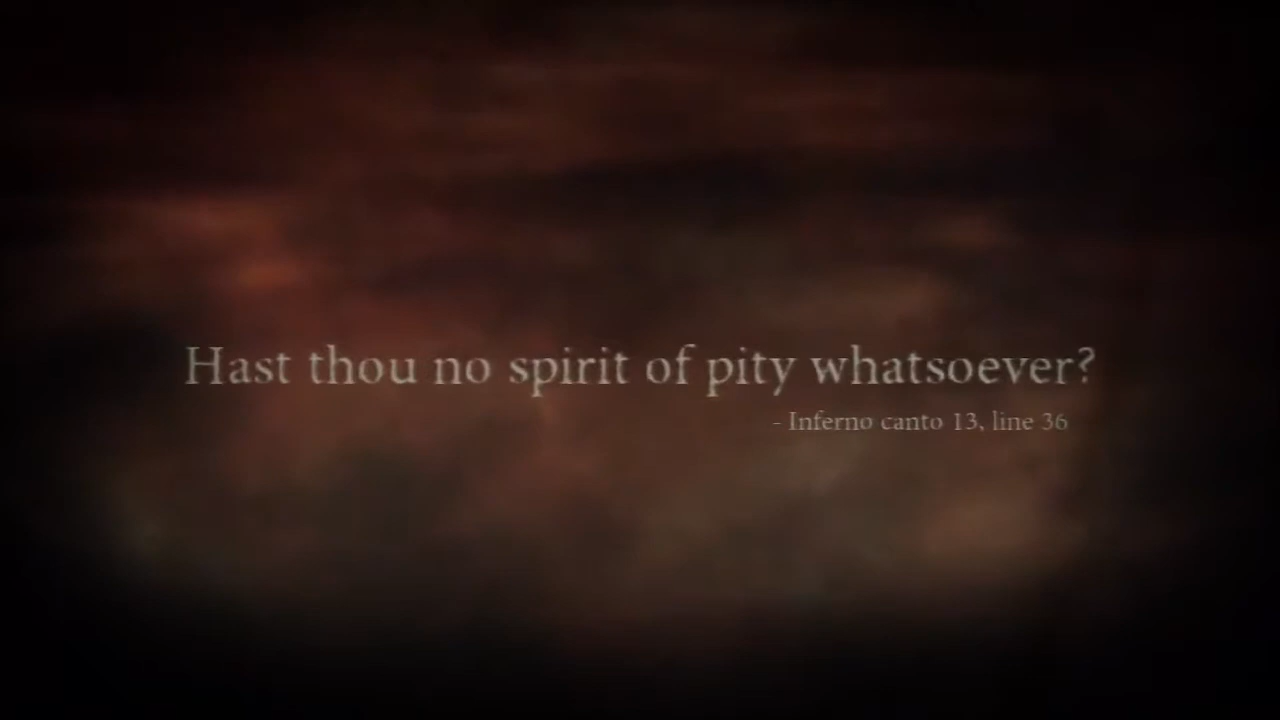 Hast thou no spirit of pity whatsoever?
- Inferno canto 13, line 36